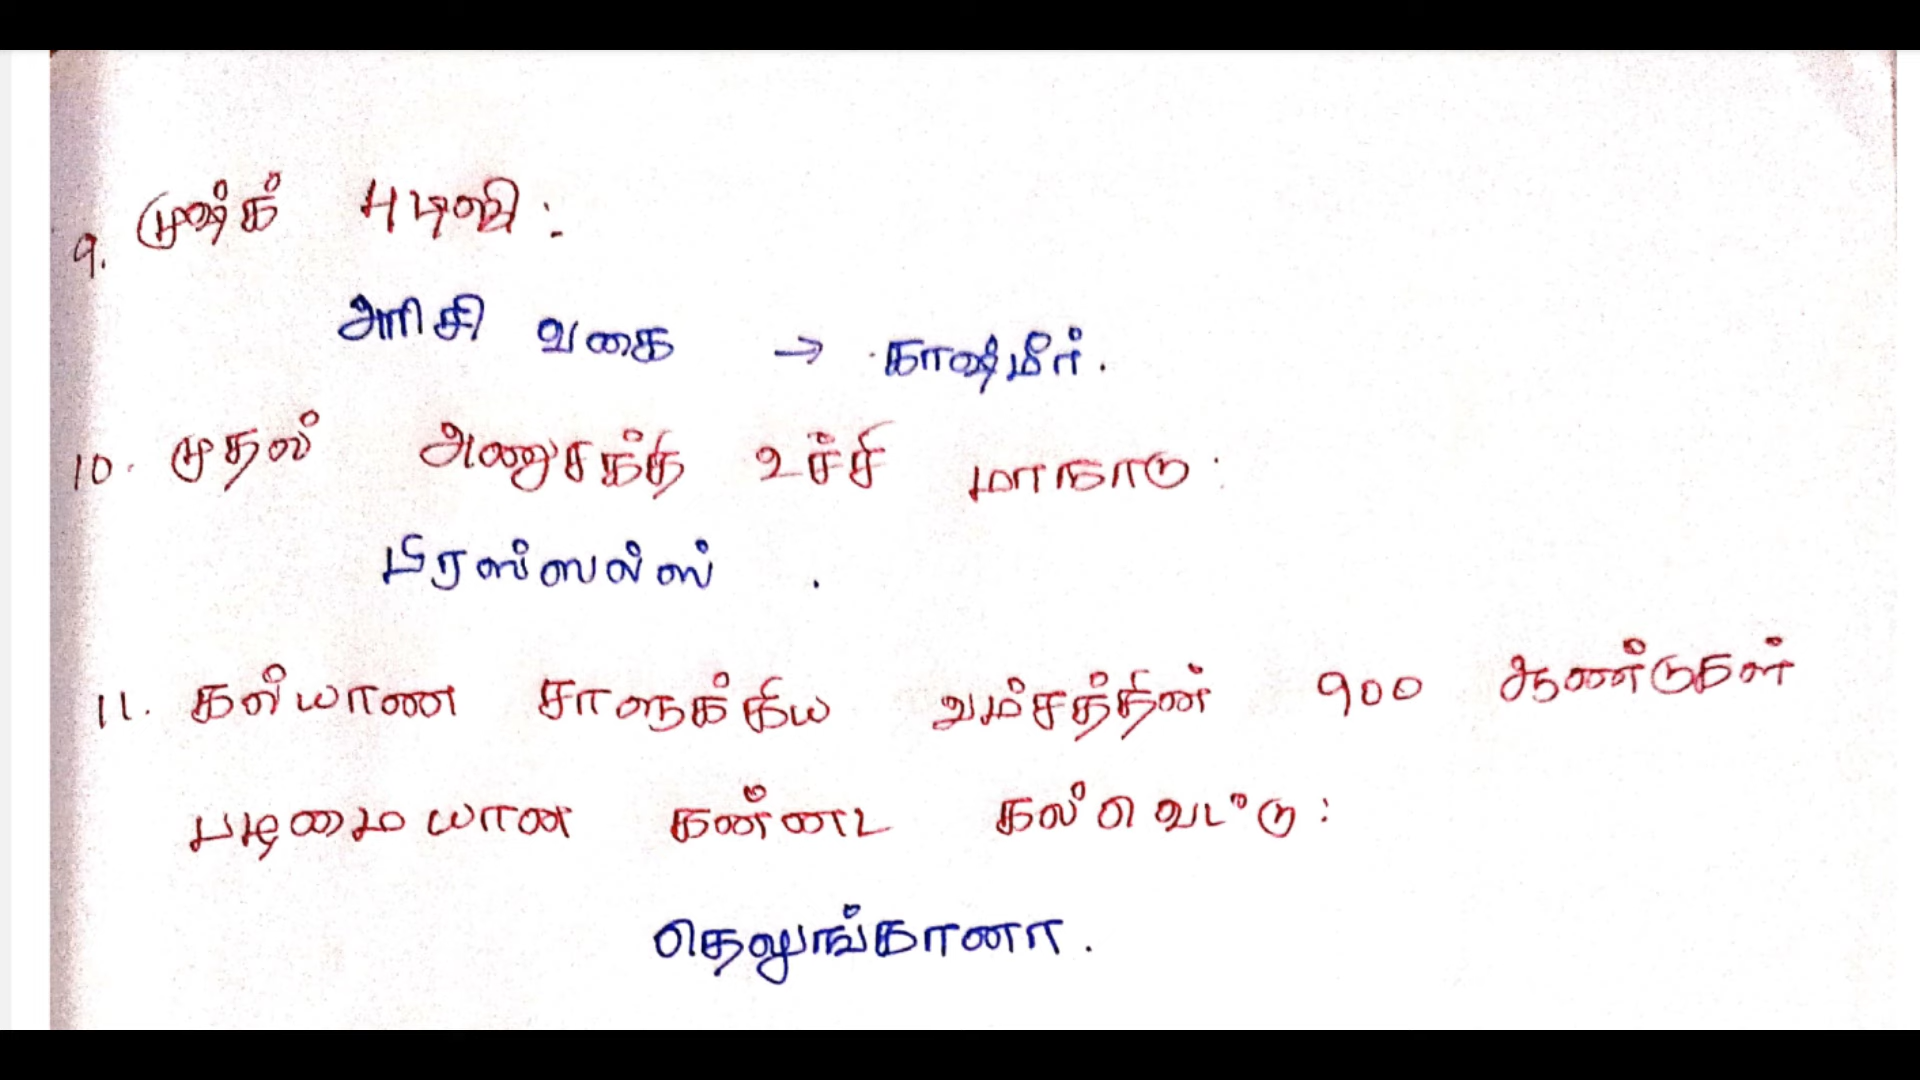 9. முஷ்க் புடிஜி :-
அரிசி வகை → காஷ்மீர்.
10. முதல் அணுசக்தி உச்சி மாநாடு :
பிரஸ்ஸல்ஸ் .
11. கல்யாண சாளுக்கிய வம்சத்தின் 900 ஆண்டுகள்
பழமையான கன்னட கல்வெட்டு :
தெலுங்கானா .